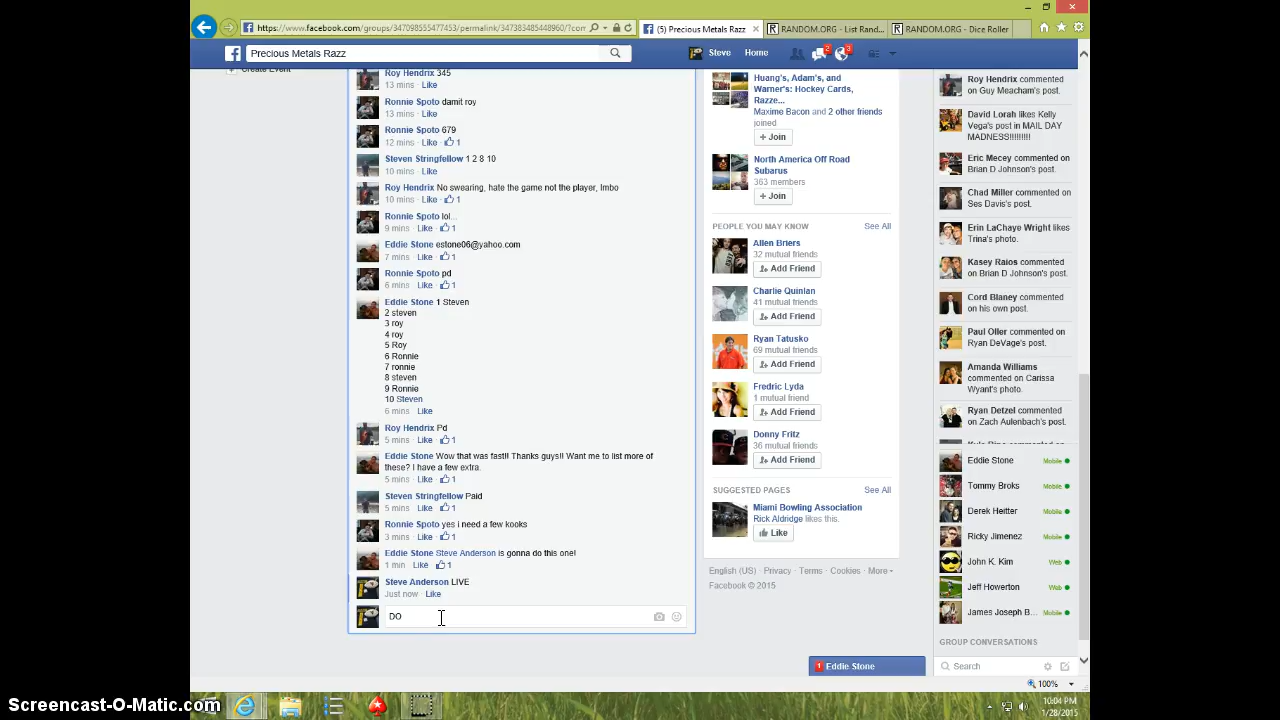 https://www.facebook.com/groups/347098555477453/permalink/347383485448960/?com
(5) Precious Metals Razz
RANDOM.ORG - List Rand...
RANDOM.ORG - Dice Roller
Precious Metals Razz
Steve
Home
2
3
Create Event
Roy Hendrix 345
13 mins · Like
Ronnie Spoto damit roy
13 mins · Like
Ronnie Spoto 679
12 mins · Like · 1
Steven Stringfellow 1 2 8 10
10 mins · Like
Roy Hendrix No swearing, hate the game not the player, lmbo
10 mins · Like · 1
Ronnie Spoto lol...
9 mins · Like · 1
Eddie Stone estone06@yahoo.com
7 mins · Like · 1
Ronnie Spoto pd
6 mins · Like · 1
Eddie Stone 1 Steven
2 steven
3 roy
4 roy
5 Roy
6 Ronnie
7 ronnie
8 steven
9 Ronnie
10 Steven
6 mins · Like
Roy Hendrix Pd
5 mins · Like · 1
Eddie Stone Wow that was fast!! Thanks guys!! Want me to list more of
these? I have a few extra.
5 mins · Like · 1
Steven Stringfellow Paid
5 mins · Like · 1
Ronnie Spoto yes i need a few kooks
3 mins · Like · 1
Eddie Stone Steve Anderson is gonna do this one!
1 min · Like · 1
Steve Anderson LIVE
Just now · Like
DO
Huang's, Adam's, and
Warner's: Hockey Cards,
Razze...
Maxime Bacon and 2 other friends
joined
+ Join
North America Off Road
Subarus
363 members
+ Join
PEOPLE YOU MAY KNOW
See All
Allen Briers
32 mutual friends
Add Friend
Charlie Quinlan
41 mutual friends
Add Friend
Ryan Tatusko
69 mutual friends
Add Friend
Fredric Lyda
1 mutual friend
Add Friend
Donny Fritz
36 mutual friends
Add Friend
SUGGESTED PAGES
See All
Miami Bowling Association
Rick Aldridge likes this.
Like
English (US) · Privacy · Terms · Cookies · More
Facebook © 2015
Roy Hendrix commented
on Guy Meacham's post.
David Lorah likes Kelly
Vega's post in MAIL DAY
MADNESS!!!!!!!!!
Eric Mecey commented on
Brian D Johnson's post.
Chad Miller commented on
Ses Davis's post.
Erin LaChaye Wright likes
Trina's photo.
Kasey Raios commented on
Brian D Johnson's post.
Cord Blaney commented
on his own post.
Paul Oller commented on
Ryan DeVage's post.
Amanda Williams
commented on Carissa
Wyant's photo.
Ryan Detzel commented
on Zach Aulenbach's post.
Eddie Stone Mobile
Tommy Broks Mobile
Derek Heitter Mobile
Ricky Jimenez Mobile
John K. Kim Web
Jeff Howerton Web
James Joseph B... Mobile
GROUP CONVERSATIONS
1 Eddie Stone
Search
100%
10:04 PM
1/28/2015
Screencast-O-Matic.com